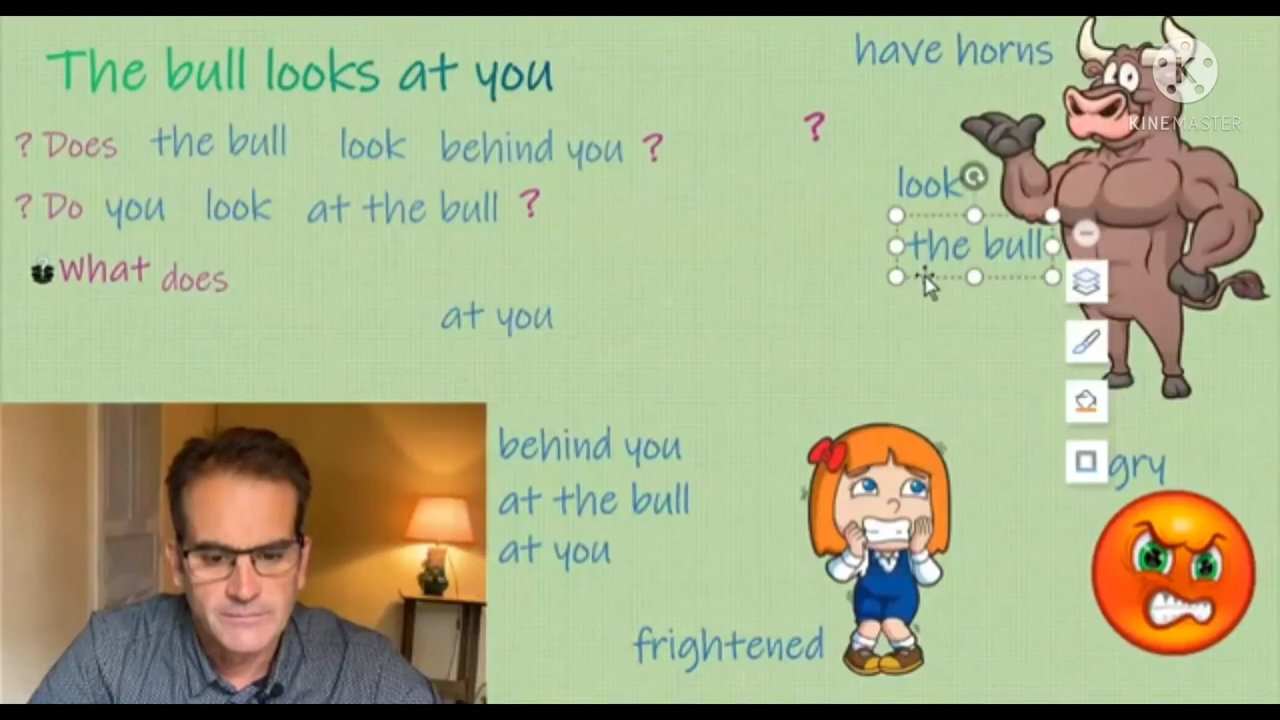 The bull looks at you
have horns
KINEMASTER
? Does the bull look behind you ?
?
look
? Do you look at the bull ?
the bull
What does
at you
behind you
at the bull
at you
gry
frightened